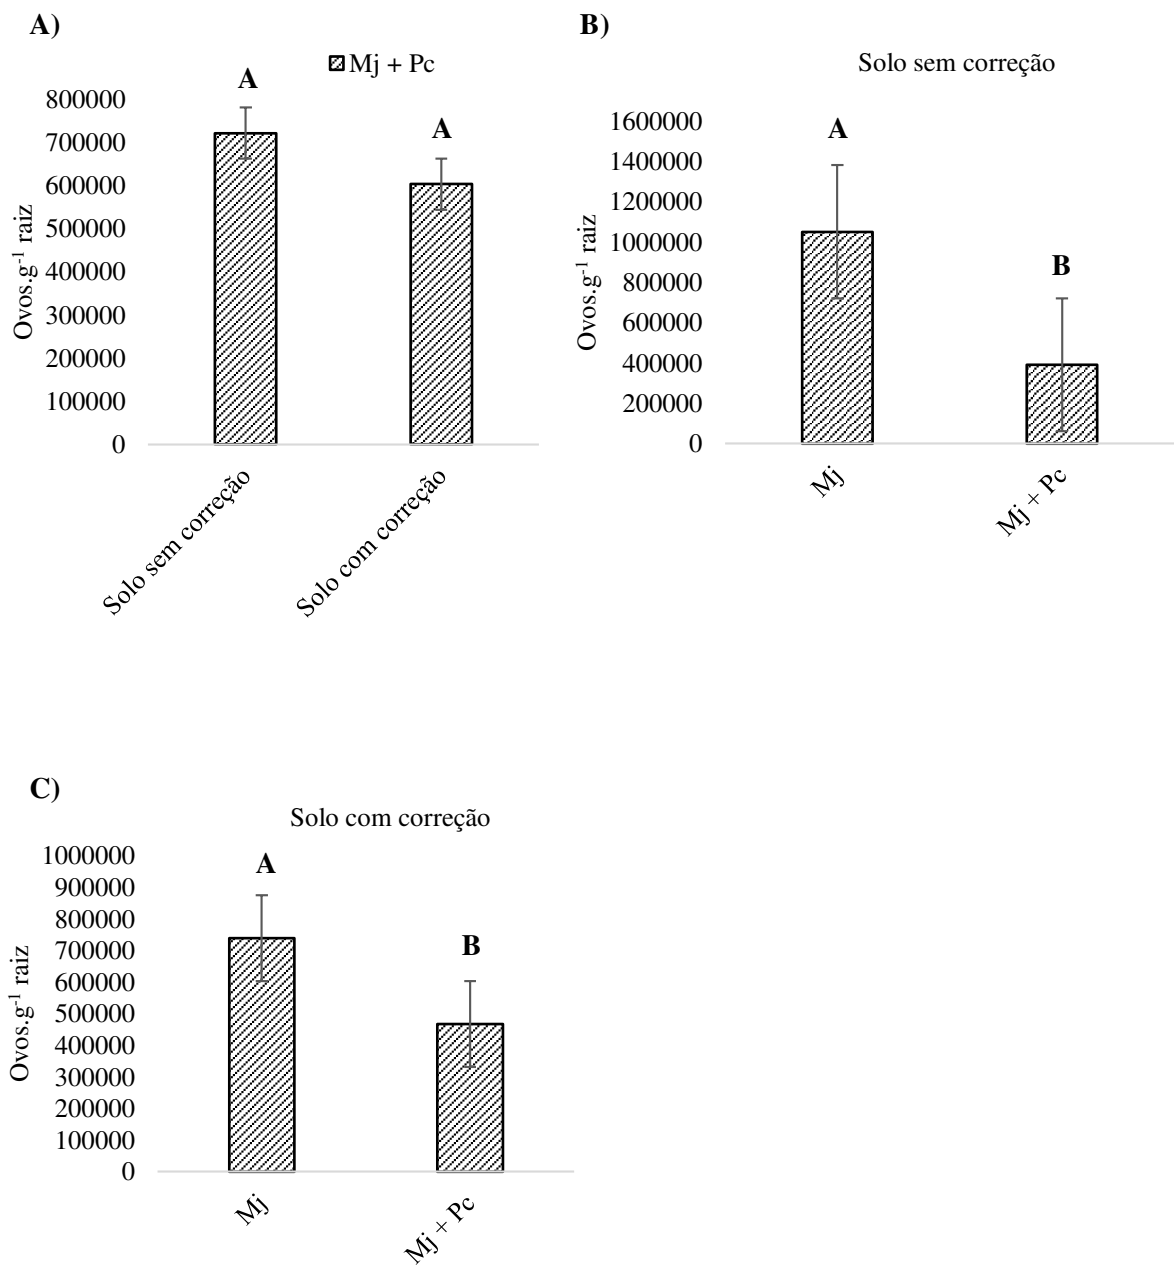 A)
Mj + Pc
Ovos.g⁻¹ raiz
800000
700000
600000
500000
400000
300000
200000
100000
0
A
A
Solo sem correção
Solo com correção
B)
Solo sem correção
Ovos.g⁻¹ raiz
1600000
1400000
1200000
1000000
800000
600000
400000
200000
0
A
B
Mj
Mj + Pc
C)
Solo com correção
Ovos.g⁻¹ raiz
1000000
900000
800000
700000
600000
500000
400000
300000
200000
100000
0
A
B
Mj
Mj + Pc